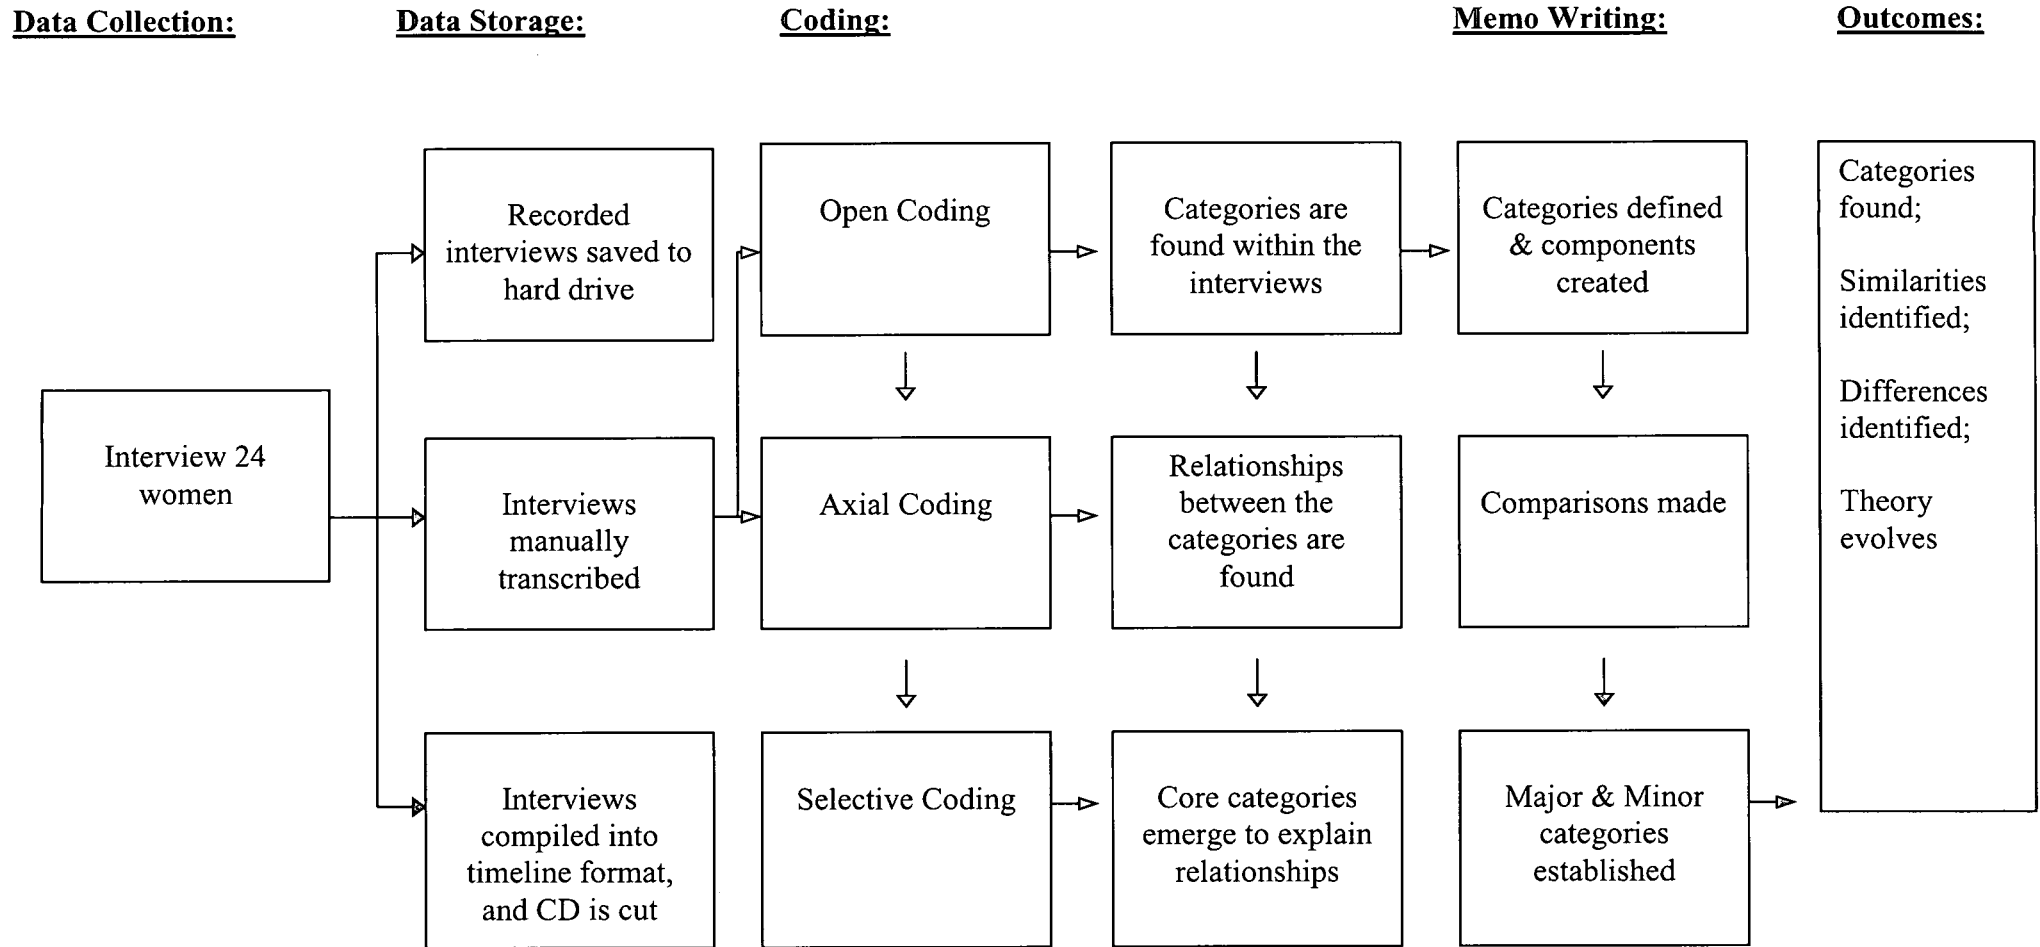 Data Collection:
Data Storage:
Coding:
Memo Writing:
Outcomes:
Interview 24
women
Recorded
interviews saved to
hard drive
Interviews
manually
transcribed
Interviews
compiled into
timeline format,
and CD is cut
Open Coding
Axial Coding
Selective Coding
Categories are
found within the
interviews
Relationships
between the
categories are
found
Core categories
emerge to explain
relationships
Categories defined
& components
created
Comparisons made
Major & Minor
categories
established
Categories
found;
Similarities
identified;
Differences
identified;
Theory
evolves